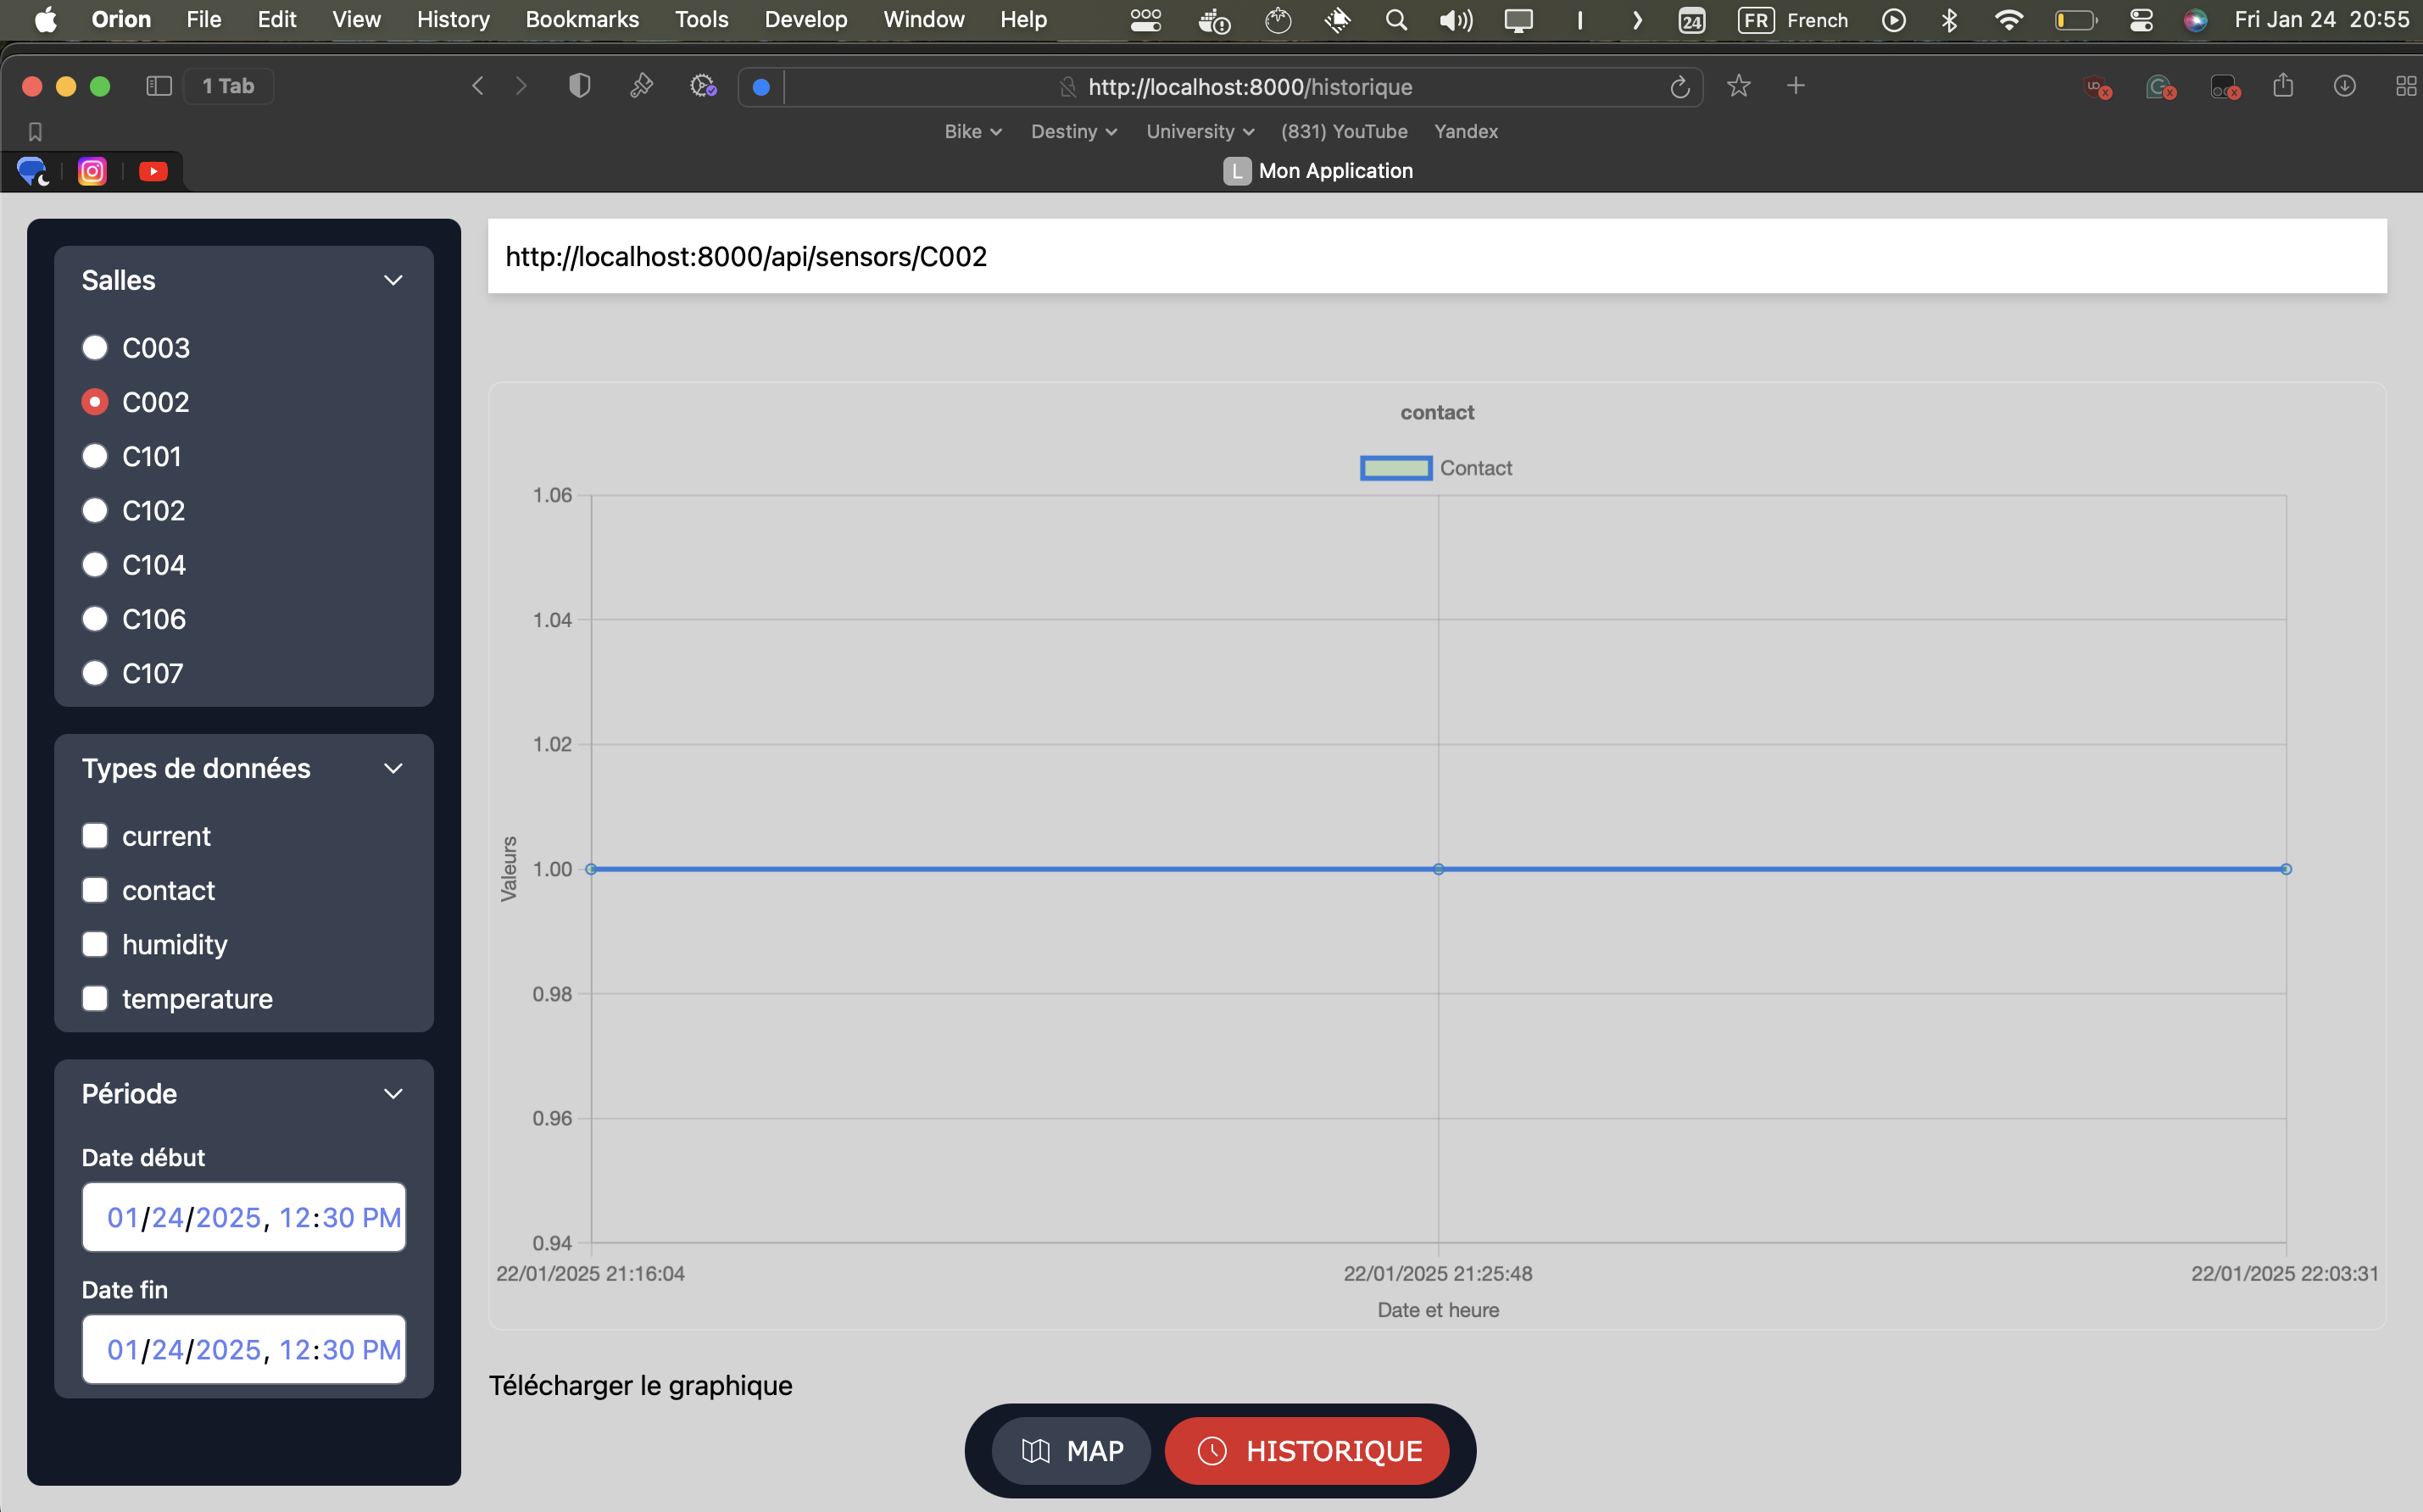 Orion File Edit View History Bookmarks Tools Develop Window Help 24 FR French Fri Jan 24 20:55
1 Tab http://localhost:8000/historique
Bike Destiny University (831) YouTube Yandex
L Mon Application
Salles
C003
C002
C101
C102
C104
C106
C107
Types de données
current
contact
humidity
temperature
Période
Date début
01/24/2025, 12:30 PM
Date fin
01/24/2025, 12:30 PM
http://localhost:8000/api/sensors/C002
contact
Contact
1.06
1.04
1.02
1.00
0.98
0.96
0.94
Valeurs
22/01/2025 21:16:04 22/01/2025 21:25:48 22/01/2025 22:03:31
Date et heure
Télécharger le graphique
MAP HISTORIQUE